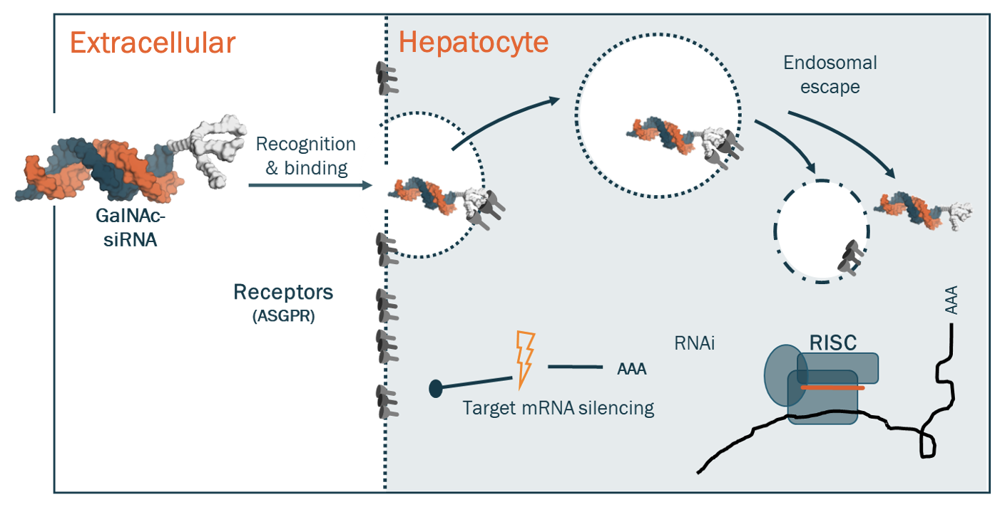 Extracellular
Hepatocyte
Endosomal
escape
Recognition
& binding
GalNAc-
siRNA
Receptors
(ASGPR)
AAA
RNAi
RISC
AAA
Target mRNA silencing